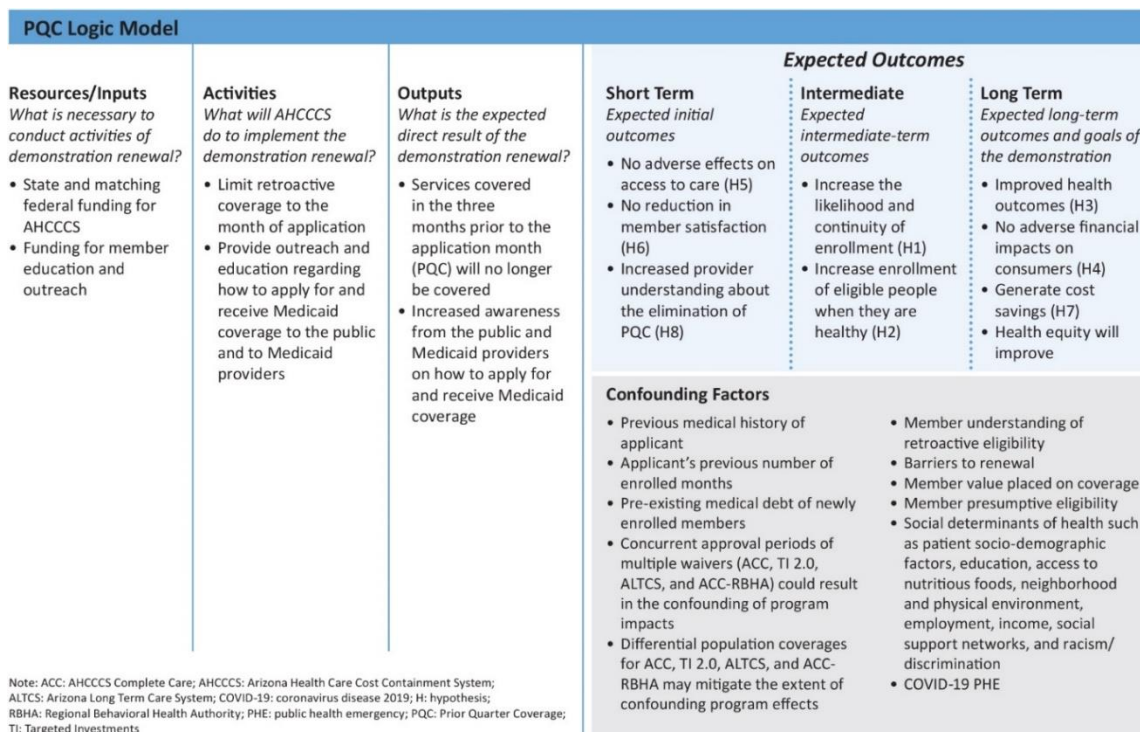 PQC Logic Model
Resources/Inputs
What is necessary to
conduct activities of
demonstration renewal?
• State and matching
federal funding for
AHCCCS
• Funding for member
education and
outreach
Activities
What will AHCCCS
do to implement the
demonstration renewal?
• Limit retroactive
coverage to the
month of application
• Provide outreach and
education regarding
how to apply for and
receive Medicaid
coverage to the public
and to Medicaid
providers
Outputs
What is the expected
direct result of the
demonstration renewal?
• Services covered
in the three
months prior to the
application month
(PQC) will no longer
be covered
• Increased awareness
from the public and
Medicaid providers
on how to apply for
and receive Medicaid
coverage
Expected Outcomes
Short Term
Expected initial
outcomes
• No adverse effects on
access to care (H5)
• No reduction in
member satisfaction
(H6)
• Increased provider
understanding about
the elimination of
PQC (H8)
Intermediate
Expected
intermediate-term
outcomes
• Increase the
likelihood and
continuity of
enrollment (H1)
• Increase enrollment
of eligible people
when they are
healthy (H2)
Long Term
Expected long-term
outcomes and goals of
the demonstration
• Improved health
outcomes (H3)
• No adverse financial
impacts on
consumers (H4)
• Generate cost
savings (H7)
• Health equity will
improve
Confounding Factors
• Previous medical history of
applicant
• Applicant's previous number of
enrolled months
• Pre-existing medical debt of newly
enrolled members
• Concurrent approval periods of
multiple waivers (ACC, TI 2.0,
ALTCS, and ACC-RBHA) could result
in the confounding of program
impacts
• Differential population coverages
for ACC, TI 2.0, ALTCS, and ACC-
RBHA may mitigate the extent of
confounding program effects
• Member understanding of
retroactive eligibility
• Barriers to renewal
• Member value placed on coverage
• Member presumptive eligibility
• Social determinants of health such
as patient socio-demographic
factors, education, access to
nutritious foods, neighborhood
and physical environment,
employment, income, social
support networks, and racism/
discrimination
• COVID-19 PHE
Note: ACC: AHCCCS Complete Care; AHCCCS: Arizona Health Care Cost Containment System;
ALTCS: Arizona Long Term Care System; COVID-19: coronavirus disease 2019; H: hypothesis;
RBHA: Regional Behavioral Health Authority; PHE: public health emergency; PQC: Prior Quarter Coverage;
TI: Targeted Investments